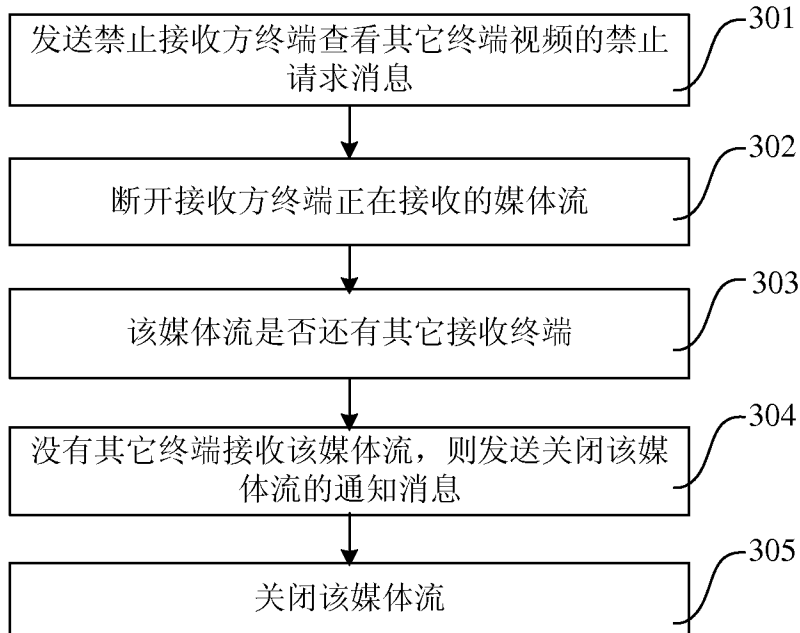 发送禁止接收方终端查看其它终端视频的禁止
请求消息
301
断开接收方终端正在接收的媒体流
302
该媒体流是否还有其它接收终端
303
没有其它终端接收该媒体流，则发送关闭该媒
体流的通知消息
304
关闭该媒体流
305